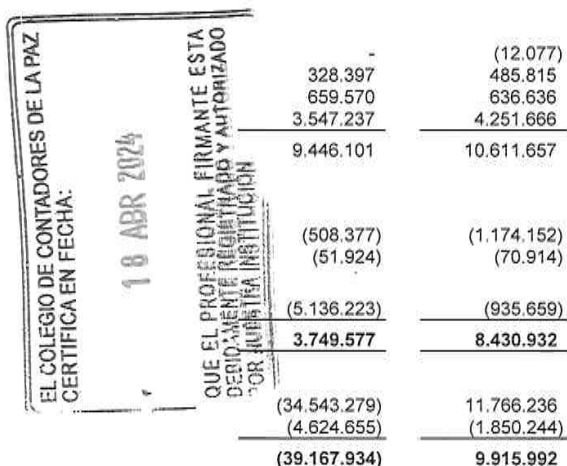 EL COLEGIO DE CONTADORES DE LA PAZ
CERTIFICA EN FECHA:
18 ABR 2024
QUE EL PROFESIONAL FIRMANTE ESTA
DEBIDAMENTE REGISTRADO Y AUTORIZADO
POR NUESTRA INSTITUCIÓN
- (12.077)
328.397 485.815
659.570 636.636
3.547.237 4.251.666
9.446.101 10.611.657
(508.377) (1.174.152)
(51.924) (70.914)
(5.136.223) (935.659)
3.749.577 8.430.932
(34.543.279) 11.766.236
(4.624.655) (1.850.244)
(39.167.934) 9.915.992